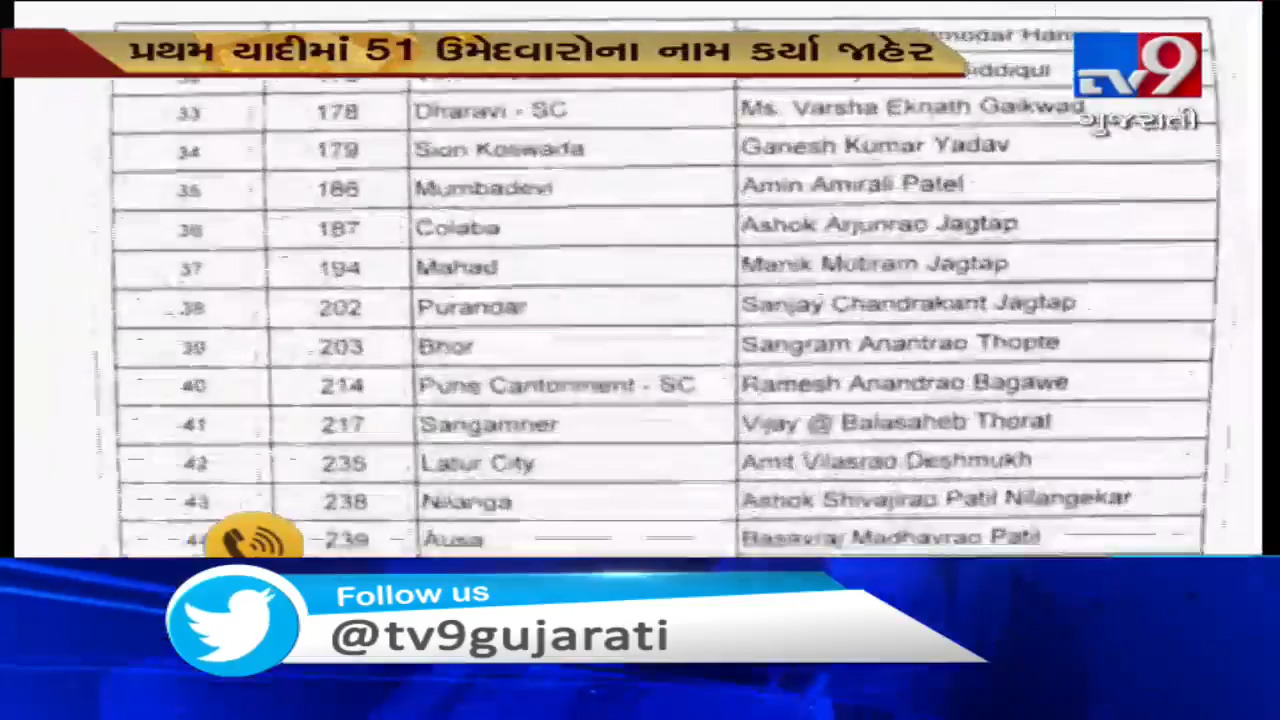 પ્રથમ યાદીમાં 51 ઉમેદવારોના નામ કર્યા જાહેર
TV9
ગુજરાતી
33 178 Dharavi - SC Ms. Varsha Eknath Gaikwad
34 179 Sion Koliwada Ganesh Kumar Yadav
35 186 Mumbadevi Amin Amirali Patel
36 187 Colaba Ashok Arjunrao Jagtap
37 194 Mahad Manik Motiram Jagtap
38 202 Purandar Sanjay Chandrakant Jagtap
39 203 Bhor Sangram Anantrao Thopte
40 214 Pune Cantonment - SC Ramesh Anandrao Bagawe
41 217 Sangamner Vijay @ Balasaheb Thorat
42 235 Latur City Amit Vilasrao Deshmukh
43 238 Nilanga Ashok Shivajirao Patil Nilangekar
239 Ausa Basavraj Madhavrao Patil
Follow us
@tv9gujarati